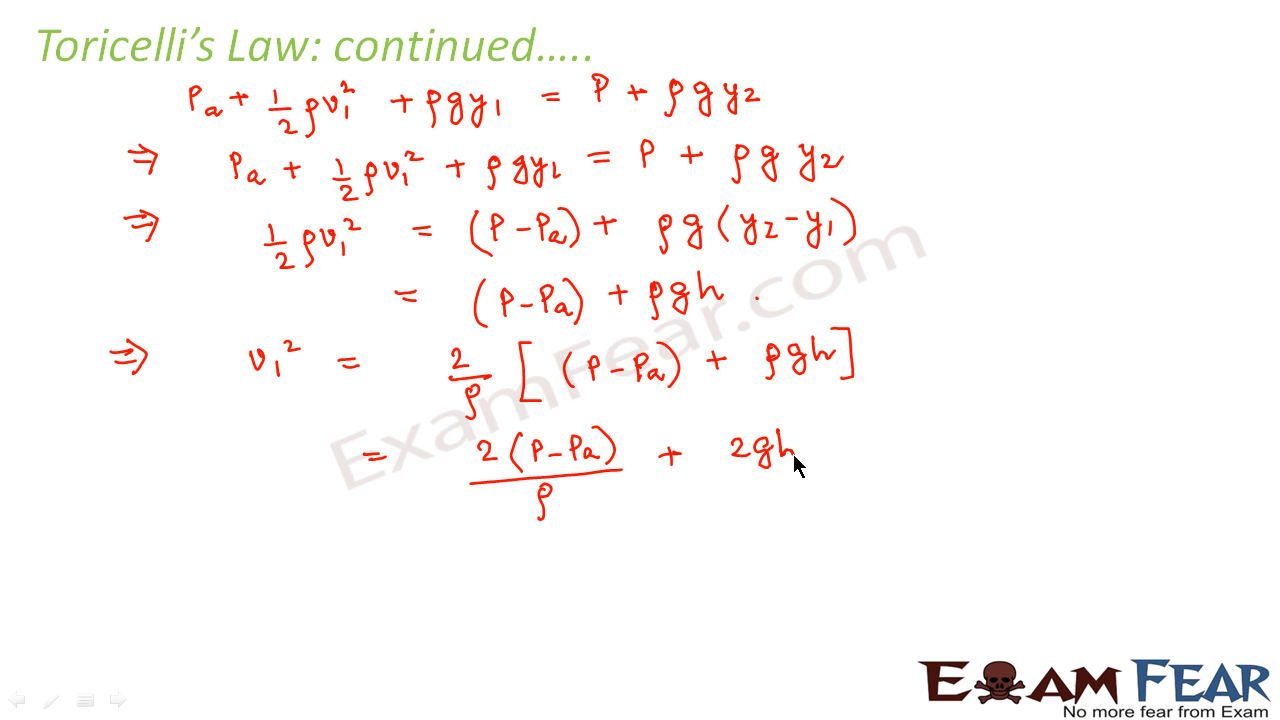 Toricelli's Law: continued.....
Pₐ + 1/2 ρv₁² + ρgy₁ = P + ρgy₂
⇒ Pₐ + 1/2 ρv₁² + ρgy₁ = P + ρgy₂
⇒ 1/2 ρv₁² = (P - Pₐ) + ρg(y₂ - y₁)
= (P - Pₐ) + ρgh .
⇒ v₁² = 2/ρ [(P - Pₐ) + ρgh]
= 2(P - Pₐ)/ρ + 2gh
ExamFear.com
EXAM FEAR
No more fear from Exam